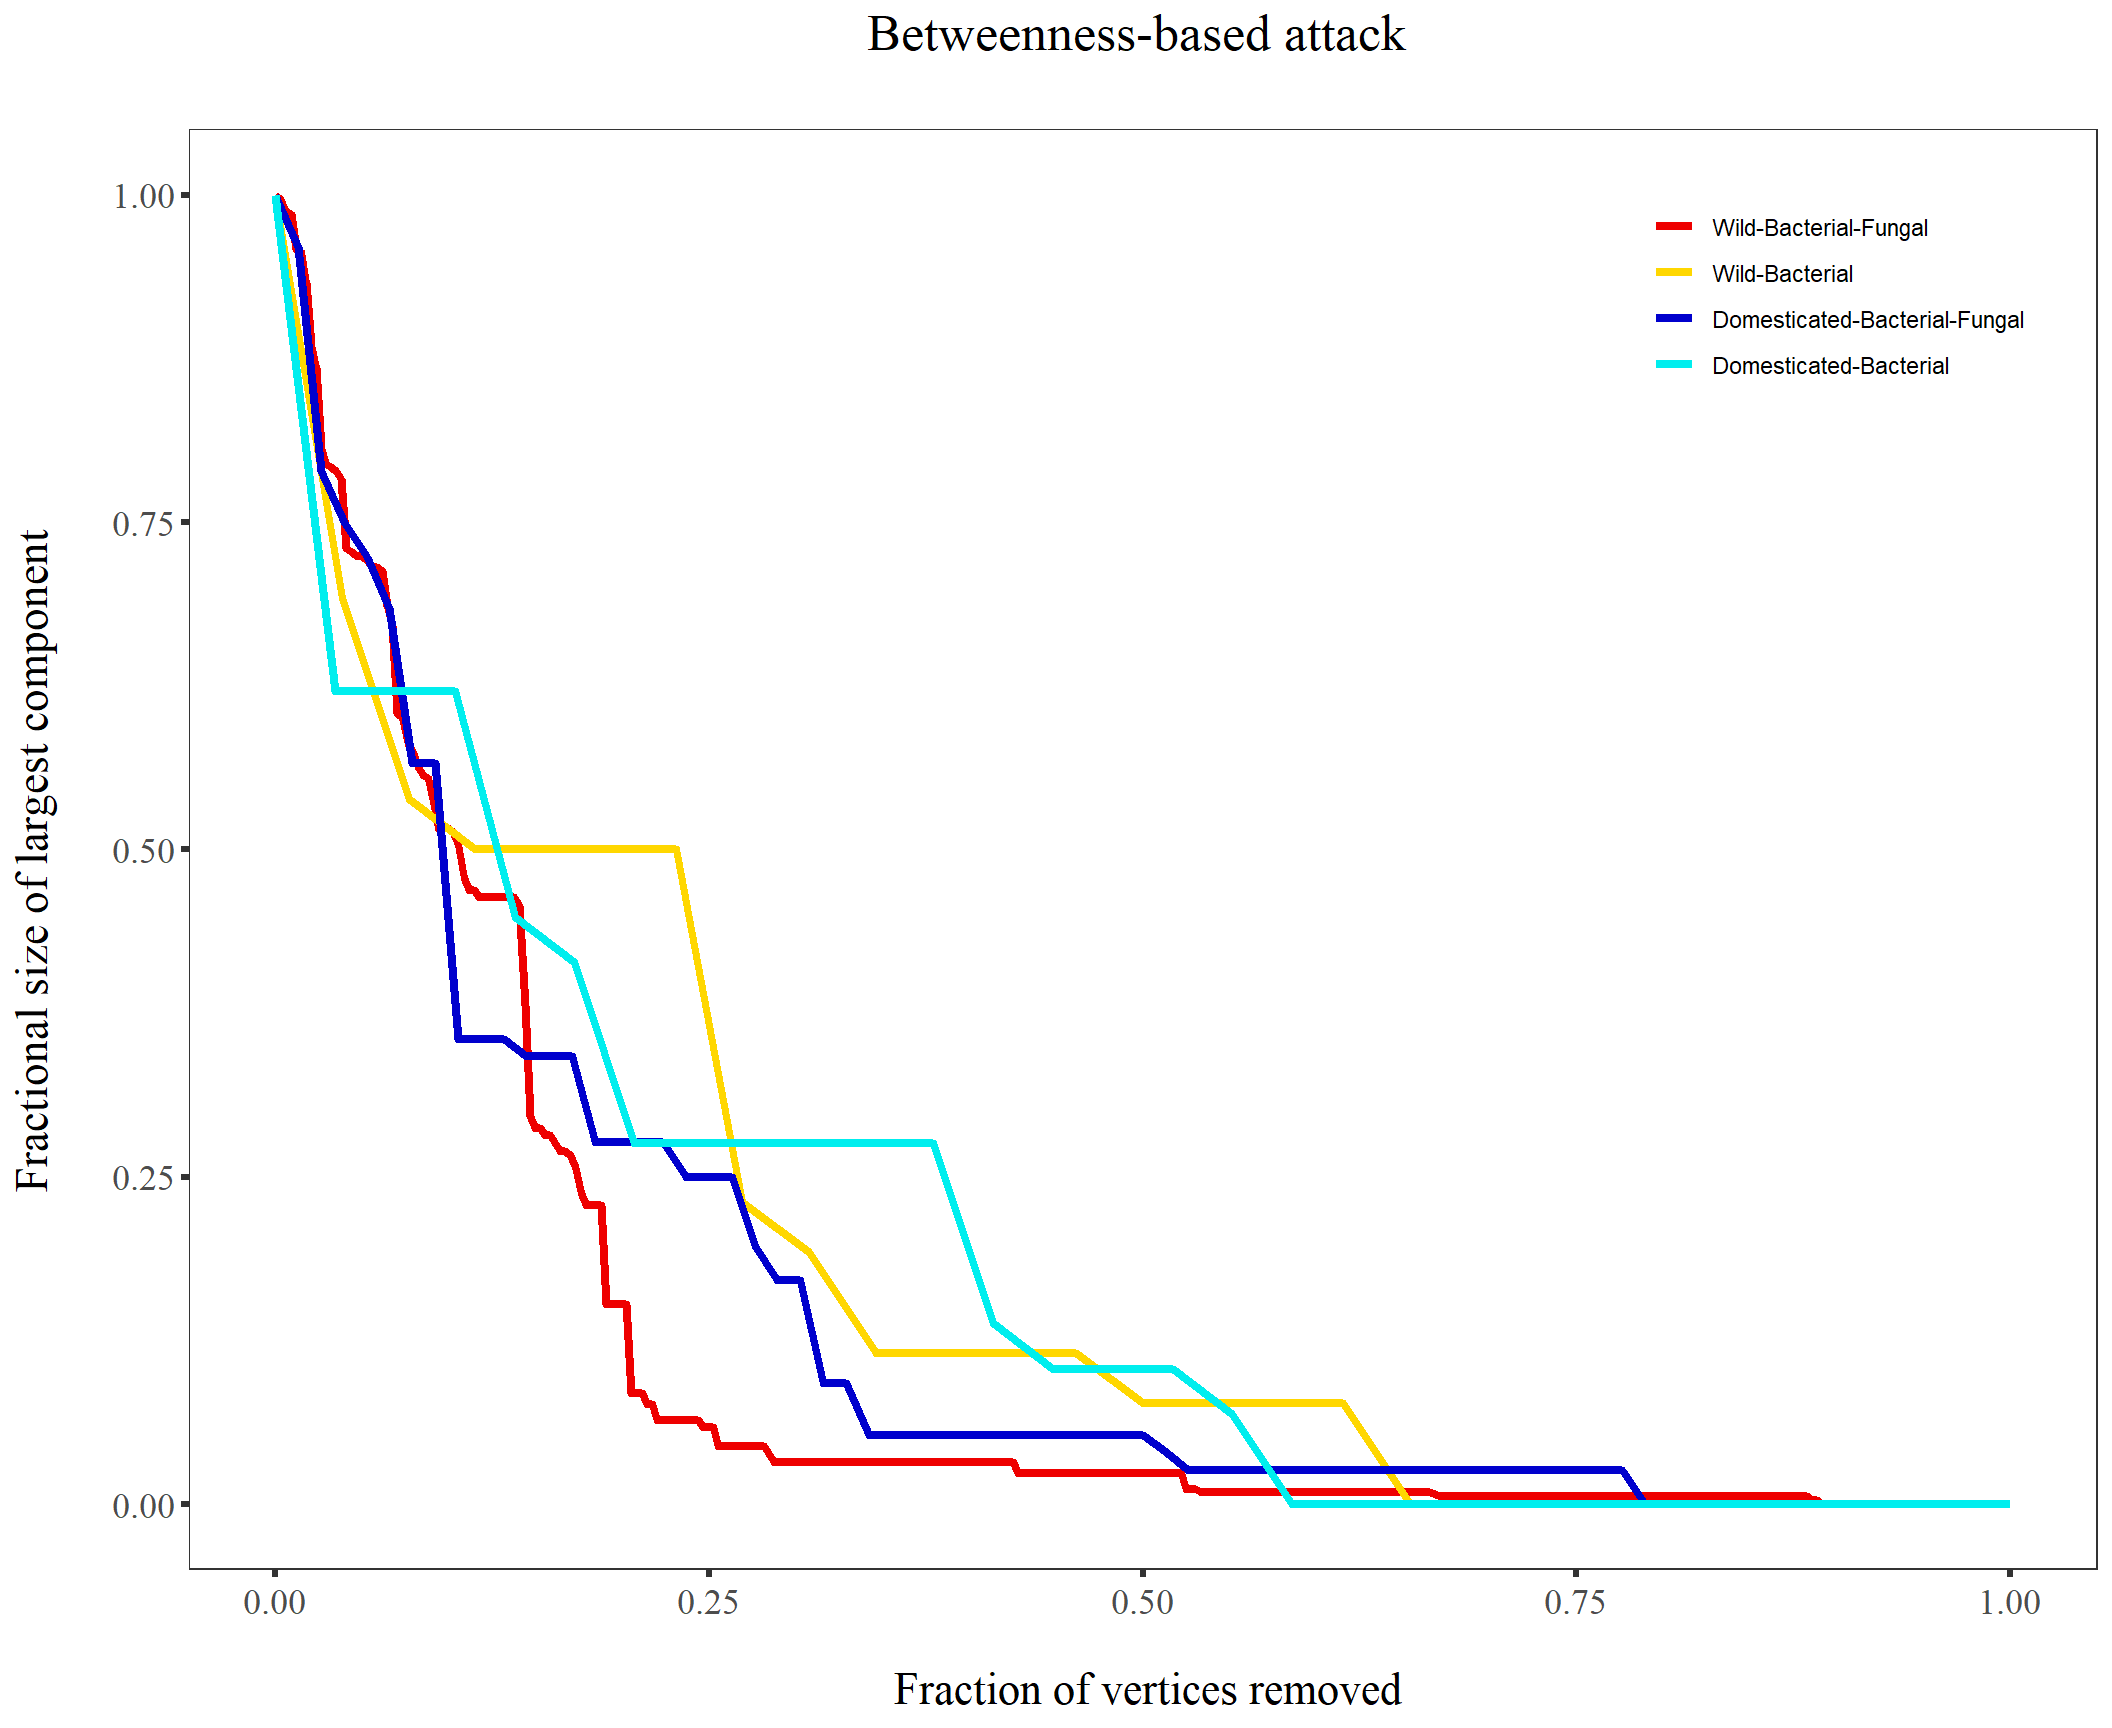 Betweenness-based attack
1.00
0.75
0.50
0.25
0.00
Fractional size of largest component
Wild-Bacterial-Fungal
Wild-Bacterial
Domesticated-Bacterial-Fungal
Domesticated-Bacterial
0.00 0.25 0.50 0.75 1.00
Fraction of vertices removed